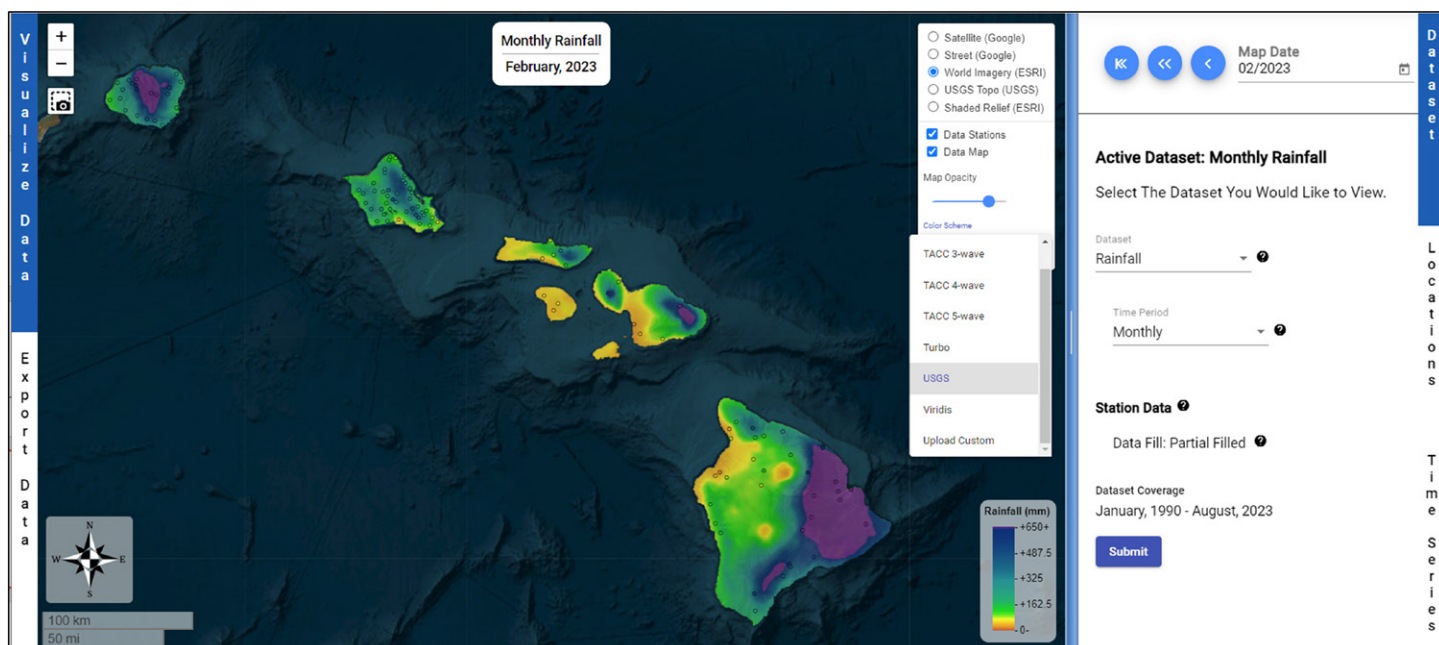 Visualize Data
Export Data
+
−
Monthly Rainfall
February, 2023
Satellite (Google)
Street (Google)
World Imagery (ESRI)
USGS Topo (USGS)
Shaded Relief (ESRI)
Data Stations
Data Map
Map Opacity
Color Scheme
TACC 3-wave
TACC 4-wave
TACC 5-wave
Turbo
USGS
Viridis
Upload Custom
N
W E
S
100 km
50 mi
Rainfall (mm)
+650+
+487.5
+325
+162.5
0-
Map Date
02/2023
Active Dataset: Monthly Rainfall
Select The Dataset You Would Like to View.
Dataset
Rainfall
?
Time Period
Monthly
?
Station Data ?
Data Fill: Partial Filled ?
Dataset Coverage
January, 1990 - August, 2023
Submit
Dataset
Locations
Time Series